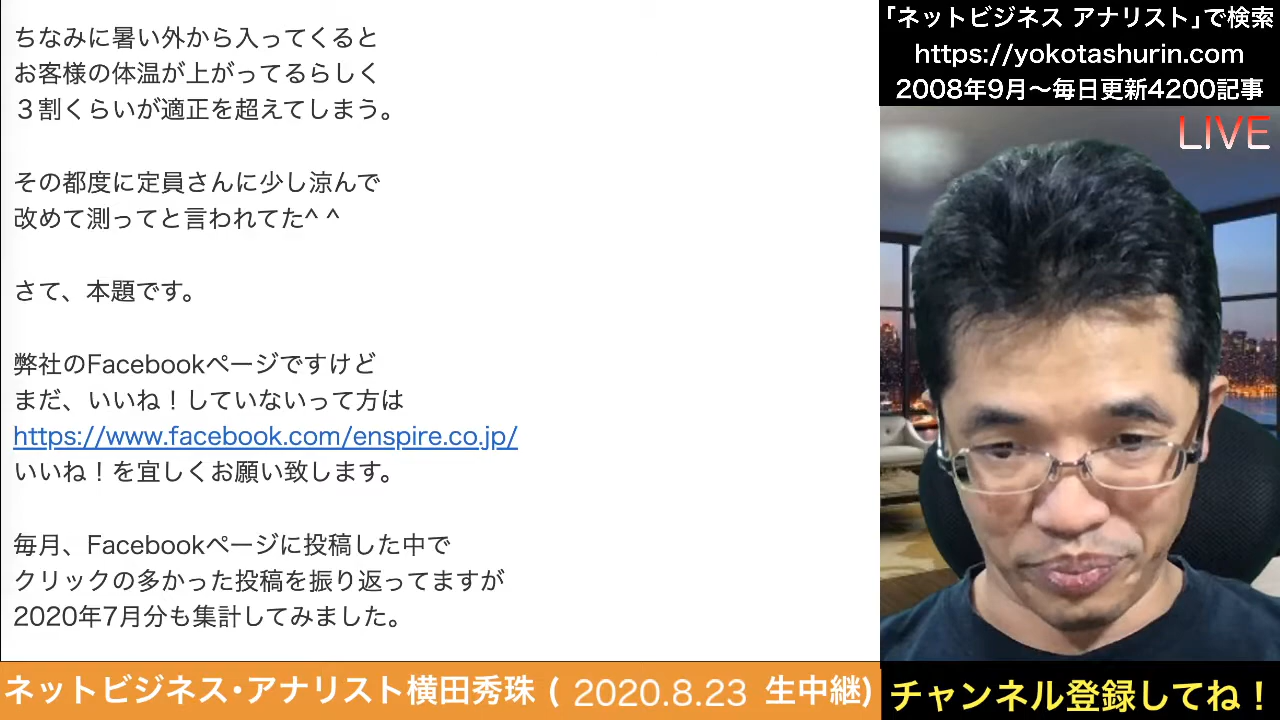 ちなみに暑い外から入ってくると
お客様の体温が上がってるらしく
３割くらいが適正を超えてしまう。
その都度に定員さんに少し涼んで
改めて測ってと言われてた^ ^
さて、本題です。
弊社のFacebookページですけど
まだ、いいね！していないって方は
https://www.facebook.com/enspire.co.jp/
いいね！を宜しくお願い致します。
毎月、Facebookページに投稿した中で
クリックの多かった投稿を振り返ってますが
2020年7月分も集計してみました。
「ネットビジネス アナリスト」で検索
https://yokotashurin.com
2008年9月〜毎日更新4200記事
LIVE
ネットビジネス･アナリスト横田秀珠 ( 2020.8.23 生中継)
チャンネル登録してね！